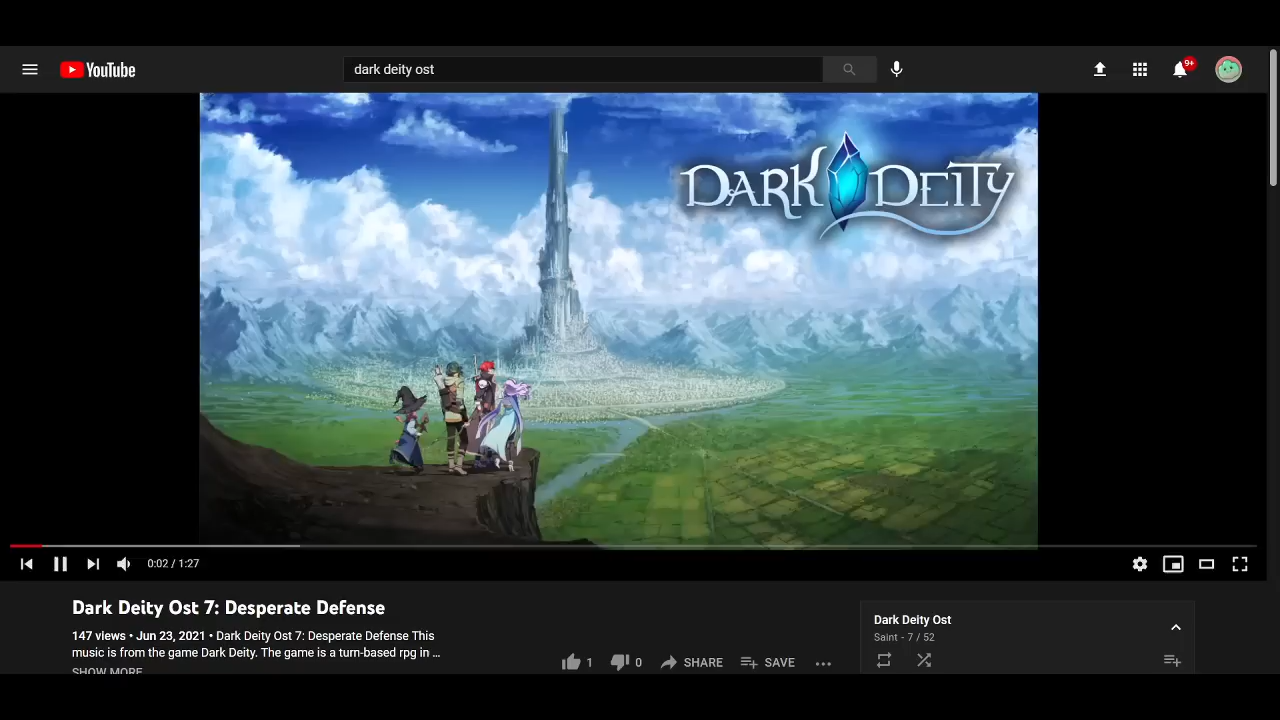 YouTube
dark deity ost
9+
DARK DEITY
0:02 / 1:27
Dark Deity Ost 7: Desperate Defense
147 views • Jun 23, 2021 • Dark Deity Ost 7: Desperate Defense This
music is from the game Dark Deity. The game is a turn-based rpg in ...
SHOW MORE
1
0
SHARE
SAVE
Dark Deity Ost
Saint - 7 / 52